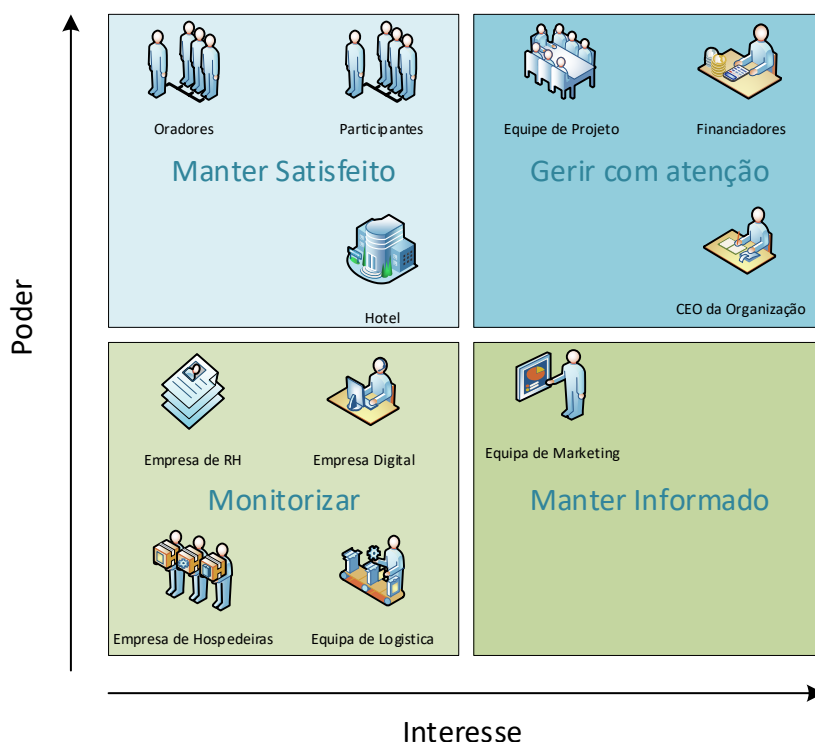 Oradores
Participantes
Equipe de Projeto
Financiadores
Manter Satisfeito
Gerir com atenção
Hotel
CEO da Organização
Poder
Empresa de RH
Empresa Digital
Equipa de Marketing
Monitorizar
Manter Informado
Empresa de Hospedeiras
Equipa de Logistica
Interesse